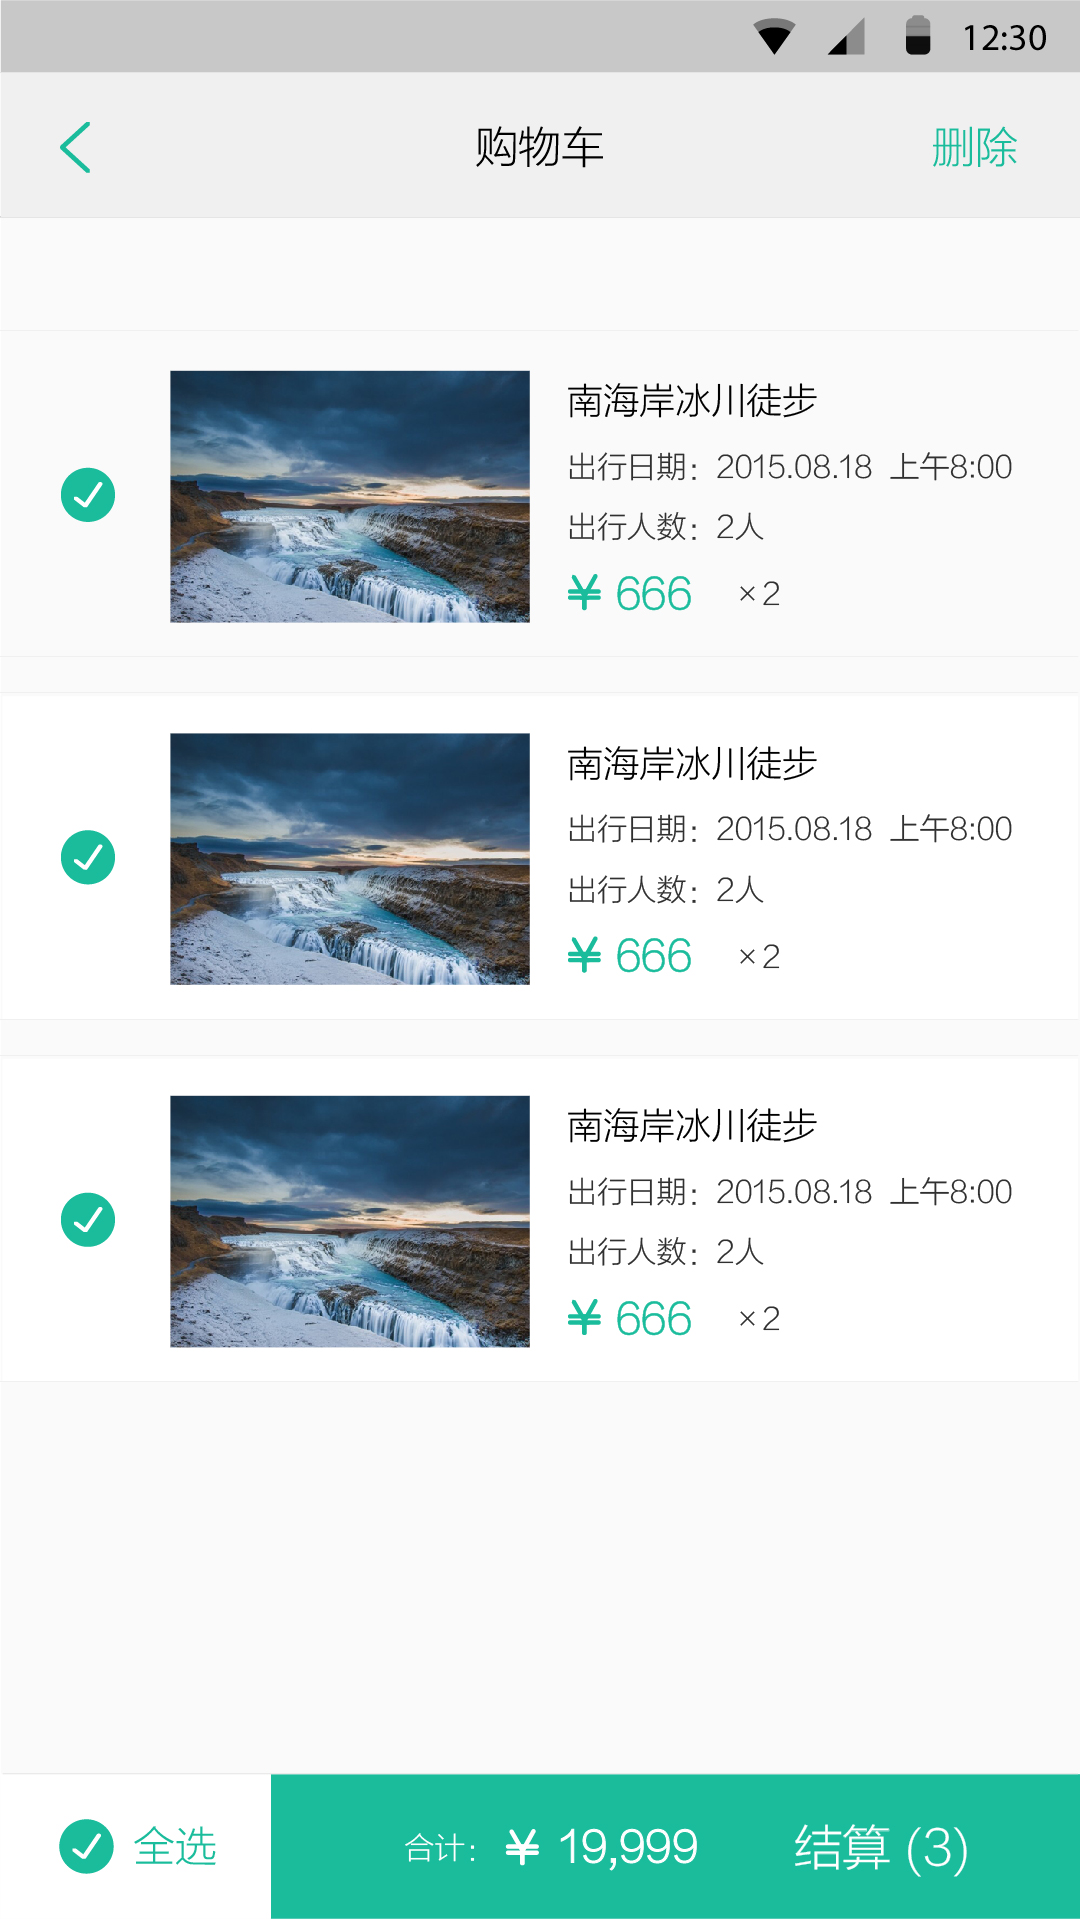 12:30
购物车
删除
南海岸冰川徒步
出行日期：2015.08.18 上午8:00
出行人数：2人
¥ 666 ×2
南海岸冰川徒步
出行日期：2015.08.18 上午8:00
出行人数：2人
¥ 666 ×2
南海岸冰川徒步
出行日期：2015.08.18 上午8:00
出行人数：2人
¥ 666 ×2
全选
合计：¥ 19,999
结算 (3)